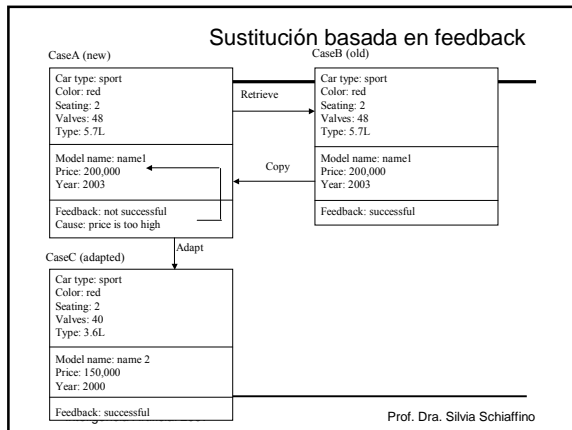 Sustitución basada en feedback
CaseA (new)
Car type: sport
Color: red
Seating: 2
Valves: 48
Type: 5.7L
Model name: name1
Price: 200,000
Year: 2003
Feedback: not successful
Cause: price is too high
Retrieve
Copy
CaseB (old)
Car type: sport
Color: red
Seating: 2
Valves: 48
Type: 5.7L
Model name: name1
Price: 200,000
Year: 2003
Feedback: successful
Adapt
CaseC (adapted)
Car type: sport
Color: red
Seating: 2
Valves: 40
Type: 3.6L
Model name: name 2
Price: 150,000
Year: 2000
Feedback: successful
Prof. Dra. Silvia Schiaffino